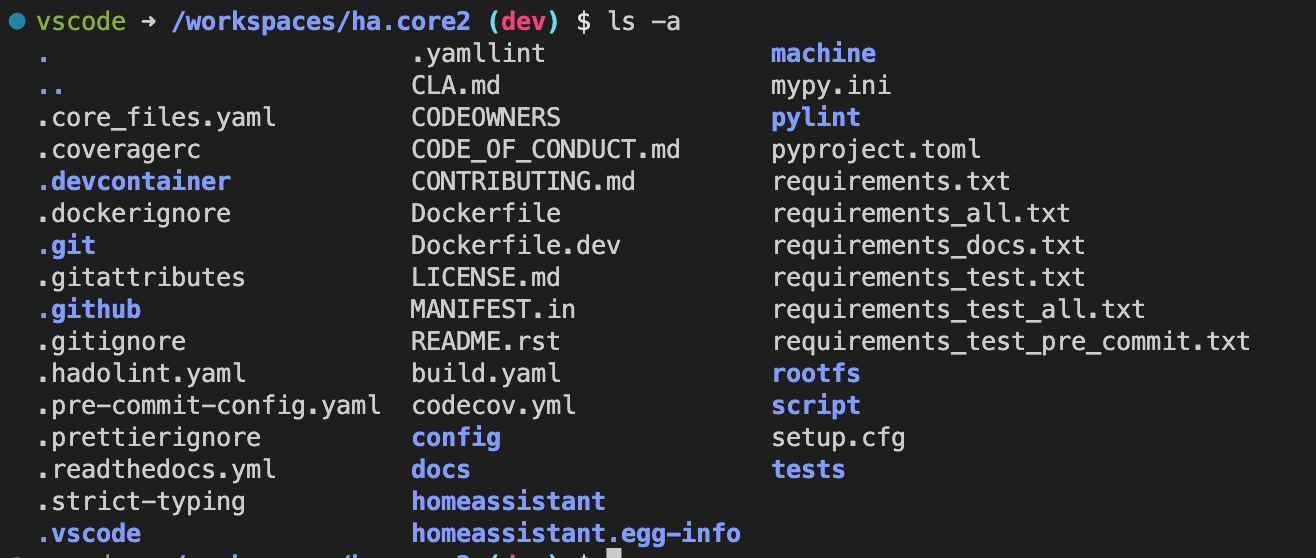 vscode ➜ /workspaces/ha.core2 (dev) $ ls -a
. .yamllint machine
.. CLA.md mypy.ini
.core_files.yaml CODEOWNERS pylint
.coveragerc CODE_OF_CONDUCT.md pyproject.toml
.devcontainer CONTRIBUTING.md requirements.txt
.dockerignore Dockerfile requirements_all.txt
.git Dockerfile.dev requirements_docs.txt
.gitattributes LICENSE.md requirements_test.txt
.github MANIFEST.in requirements_test_all.txt
.gitignore README.rst requirements_test_pre_commit.txt
.hadolint.yaml build.yaml rootfs
.pre-commit-config.yaml codecov.yml script
.prettierignore config setup.cfg
.readthedocs.yml docs tests
.strict-typing homeassistant
.vscode homeassistant.egg-info